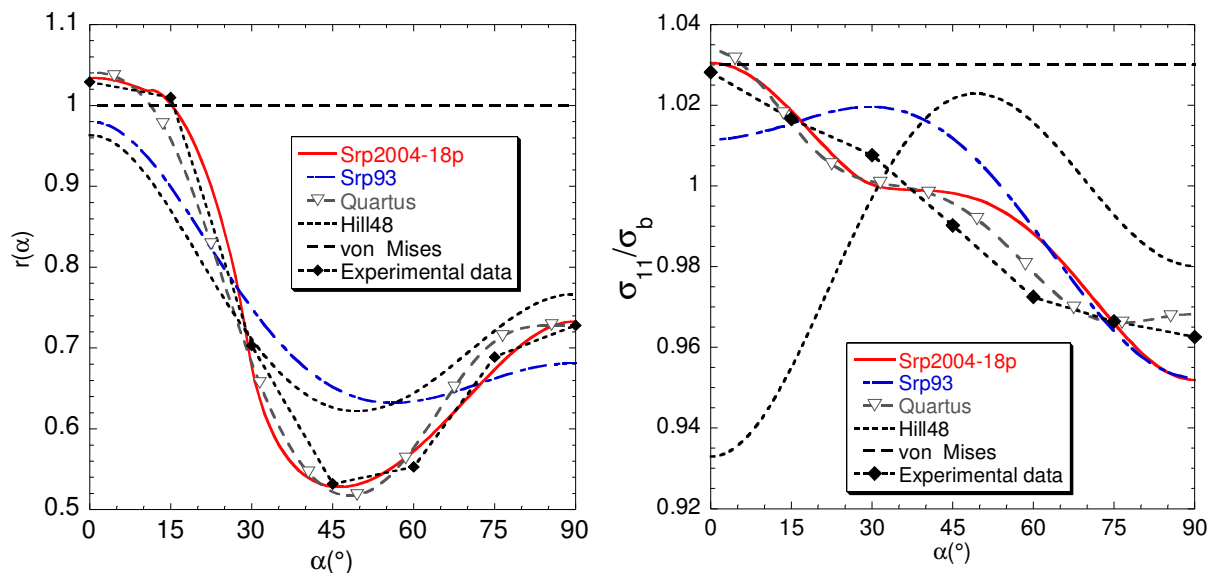 1.1
1
0.9
0.8
0.7
0.6
0.5
r(α)
0 15 30 45 60 75 90
α(°)
Srp2004-18p
Srp93
Quartus
Hill48
von Mises
Experimental data
1.04
1.02
1
0.98
0.96
0.94
0.92
σ11/σb
0 15 30 45 60 75 90
α(°)
Srp2004-18p
Srp93
Quartus
Hill48
von Mises
Experimental data